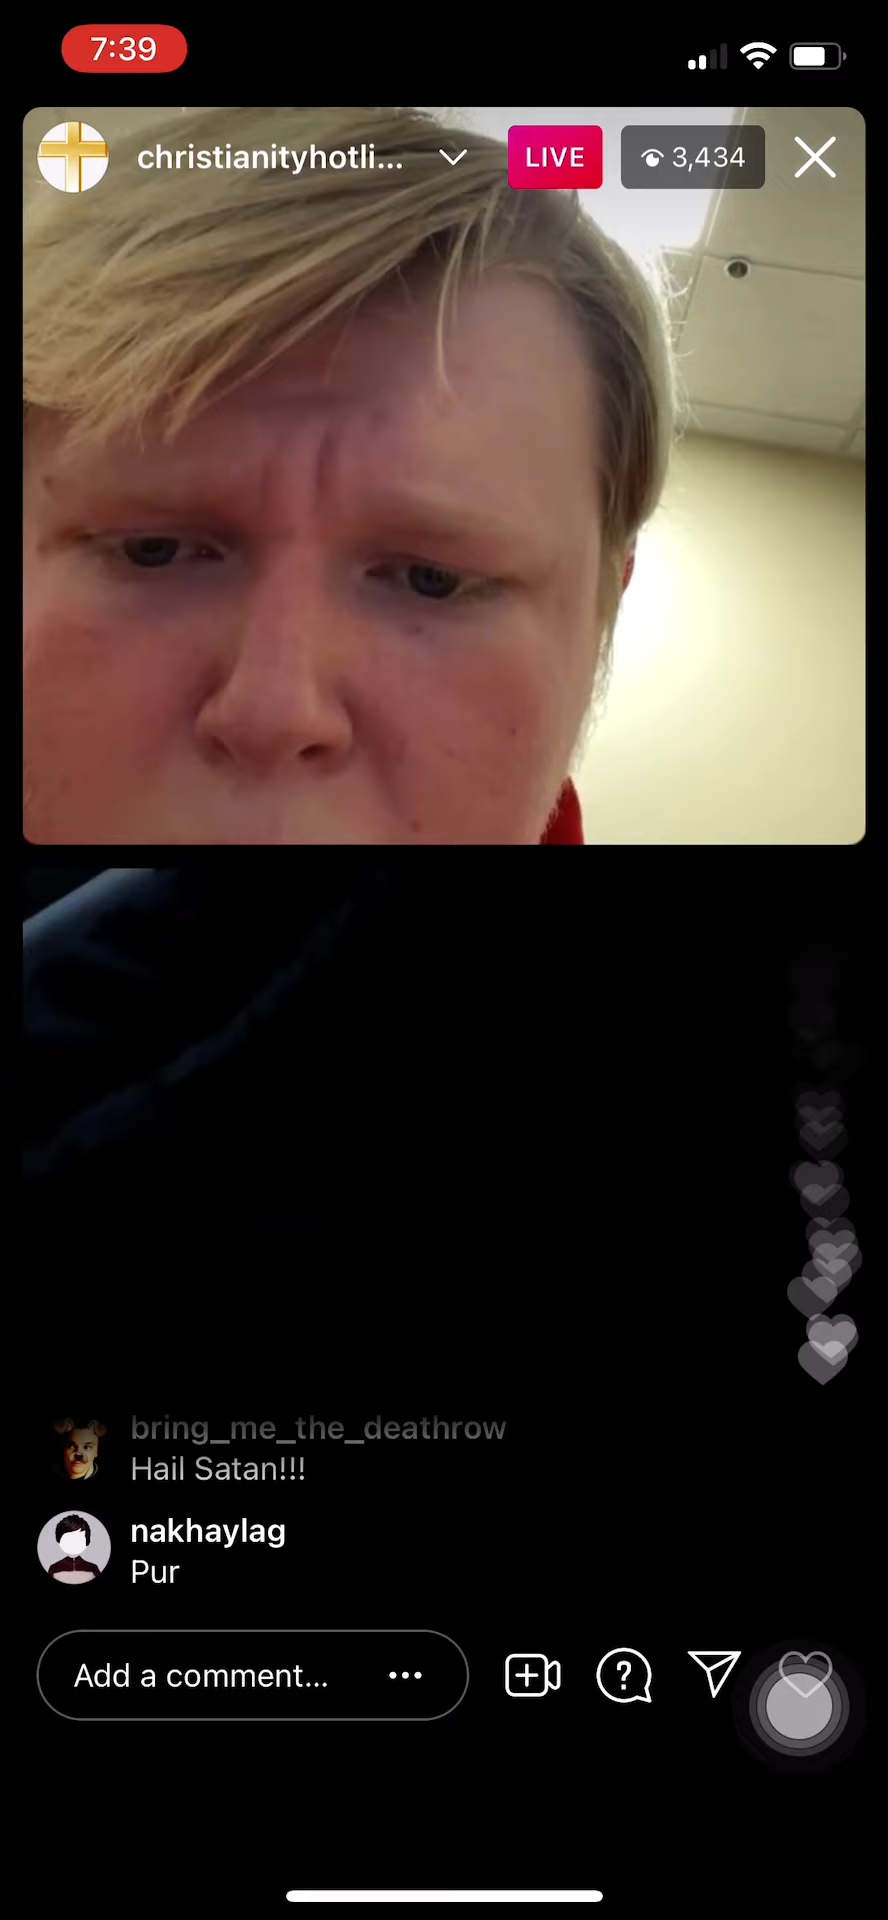 7:39
christianityhotli...
LIVE
3,434
bring_me_the_deathrow
Hail Satan!!!
nakhaylag
Pur
Add a comment...